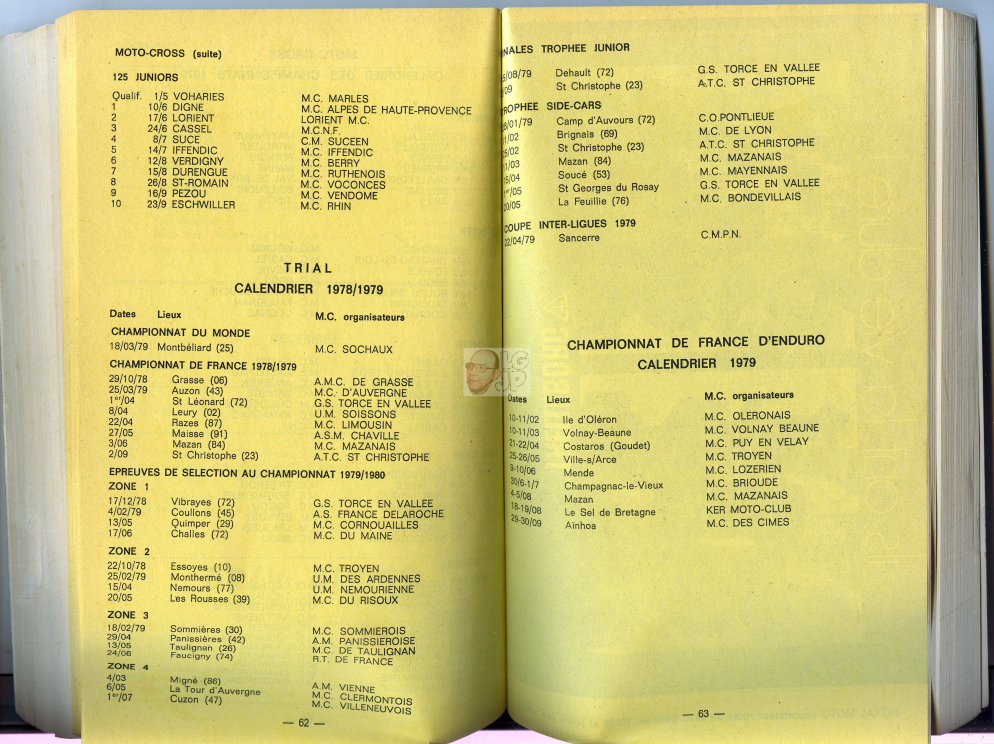 MOTO-CROSS (suite)
125 JUNIORS
Qualif. 1/5 VOHARIES M.C. MARLES
1 10/6 DIGNE M.C. ALPES DE HAUTE-PROVENCE
2 17/6 LORIENT LORIENT M.C.
3 24/6 CASSEL M.C.N.F.
4 8/7 SUCE C.M. SUCEEN
5 14/7 IFFENDIC M.C. IFFENDIC
6 12/8 VERDIGNY M.C. BERRY
7 15/8 DURENGUE M.C. RUTHENOIS
8 26/8 ST-ROMAIN M.C. VOCONCES
9 16/9 PEZOU M.C. VENDOME
10 23/9 ESCHWILLER M.C. RHIN
TRIAL
CALENDRIER 1978/1979
Dates Lieux M.C. organisateurs
CHAMPIONNAT DU MONDE
18/03/79 Montbéliard (25) M.C. SOCHAUX
CHAMPIONNAT DE FRANCE 1978/1979
29/10/78 Grasse (06) A.M.C. DE GRASSE
25/03/79 Auzon (43) M.C. D'AUVERGNE
1er/04 St Léonard (72) G.S. TORCE EN VALLEE
8/04 Leury (02) U.M. SOISSONS
22/04 Razes (87) M.C. LIMOUSIN
27/05 Maisse (91) A.S.M. CHAVILLE
3/06 Mazan (84) M.C. MAZANAIS
2/09 St Christophe (23) A.T.C. ST CHRISTOPHE
EPREUVES DE SELECTION AU CHAMPIONNAT 1979/1980
ZONE 1
17/12/78 Vibrayes (72) G.S. TORCE EN VALLEE
4/02/79 Coullons (45) A.S. FRANCE DELAROCHE
13/05 Quimper (29) M.C. CORNOUAILLES
17/06 Challes (72) M.C. DU MAINE
ZONE 2
22/10/78 Essoyes (10) M.C. TROYEN
25/02/79 Monthermé (08) U.M. DES ARDENNES
15/04 Nemours (77) U.M. NEMOURIENNE
20/05 Les Rousses (39) M.C. DU RISOUX
ZONE 3
18/02/79 Sommières (30) M.C. SOMMIEROIS
29/04 Panissières (42) A.M. PANISSIEROISE
13/05 Taulignan (26) M.C. DE TAULIGNAN
24/06 Faucigny (74) R.T. DE FRANCE
ZONE 4
4/03 Migné (86) A.M. VIENNE
6/05 La Tour d'Auvergne M.C. CLERMONTOIS
1er/07 Cuzon (47) M.C. VILLENEUVOIS
— 62 —
NALES TROPHEE JUNIOR
/08/79 Dehault (72) G.S. TORCE EN VALLEE
/09 St Christophe (23) A.T.C. ST CHRISTOPHE
ROPHEE SIDE-CARS
/01/79 Camp d'Auvours (72) C.O.PONTLIEUE
/02 Brignais (69) M.C. DE LYON
/02 St Christophe (23) A.T.C. ST CHRISTOPHE
/03 Mazan (84) M.C. MAZANAIS
/04 Soucé (53) M.C. MAYENNAIS
1er/05 St Georges du Rosay G.S. TORCE EN VALLEE
20/05 La Feuillie (76) M.C. BONDEVILLAIS
COUPE INTER-LIGUES 1979
22/04/79 Sancerre C.M.P.N.
CHAMPIONNAT DE FRANCE D'ENDURO
CALENDRIER 1979
Dates Lieux M.C. organisateurs
10-11/02 Ile d'Oléron M.C. OLERONAIS
10-11/03 Volnay-Beaune M.C. VOLNAY BEAUNE
21-22/04 Costaros (Goudet) M.C. PUY EN VELAY
25-26/05 Ville-s/Arce M.C. TROYEN
9-10/06 Mende M.C. LOZERIEN
30/6-1/7 Champagnac-le-Vieux M.C. BRIOUDE
4-5/08 Mazan M.C. MAZANAIS
18-19/08 Le Sel de Bretagne KER MOTO-CLUB
29-30/09 Aïnhoa M.C. DES CIMES
— 63 —